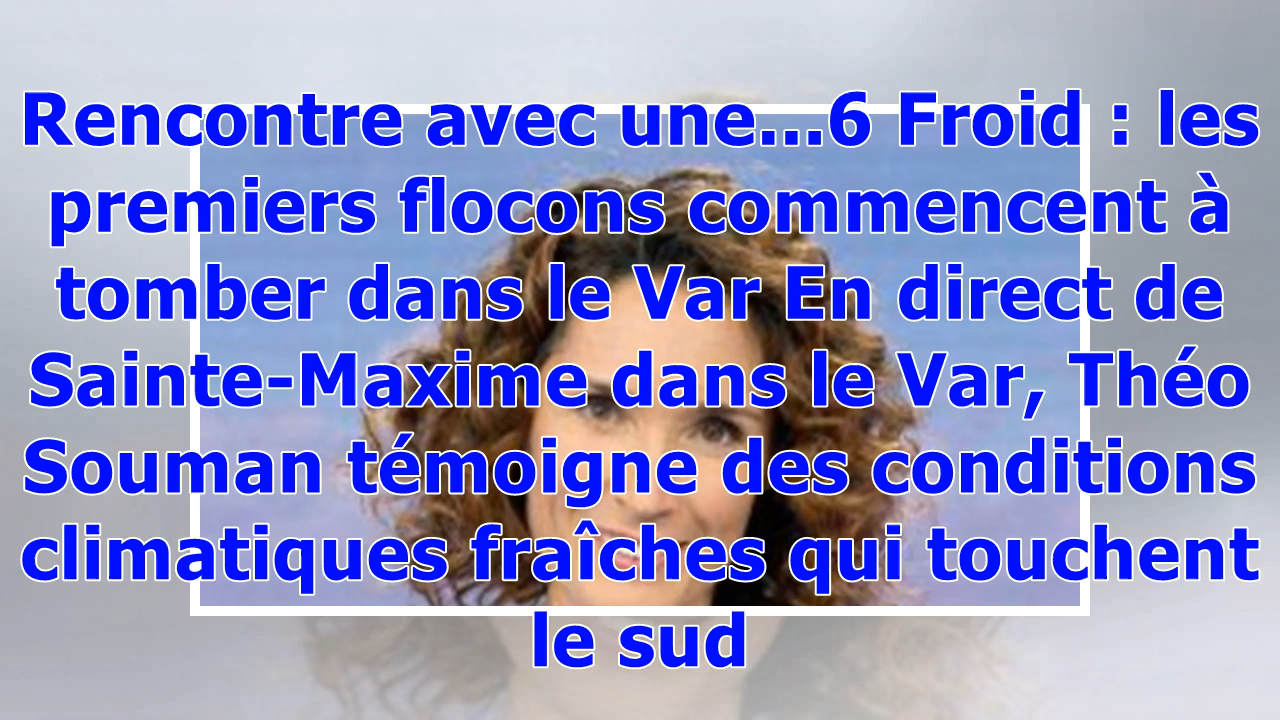 Rencontre avec une...6 Froid : les
premiers flocons commencent à
tomber dans le Var En direct de
Sainte-Maxime dans le Var, Théo
Souman témoigne des conditions
climatiques fraîches qui touchent
le sud